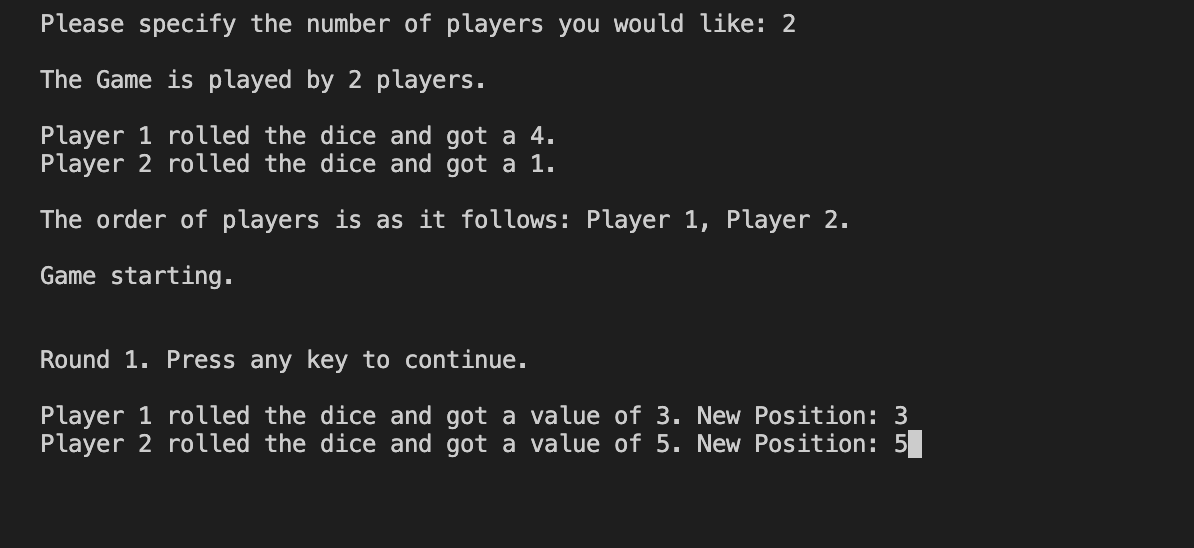 Please specify the number of players you would like: 2
The Game is played by 2 players.
Player 1 rolled the dice and got a 4.
Player 2 rolled the dice and got a 1.
The order of players is as it follows: Player 1, Player 2.
Game starting.
Round 1. Press any key to continue.
Player 1 rolled the dice and got a value of 3. New Position: 3
Player 2 rolled the dice and got a value of 5. New Position: 5